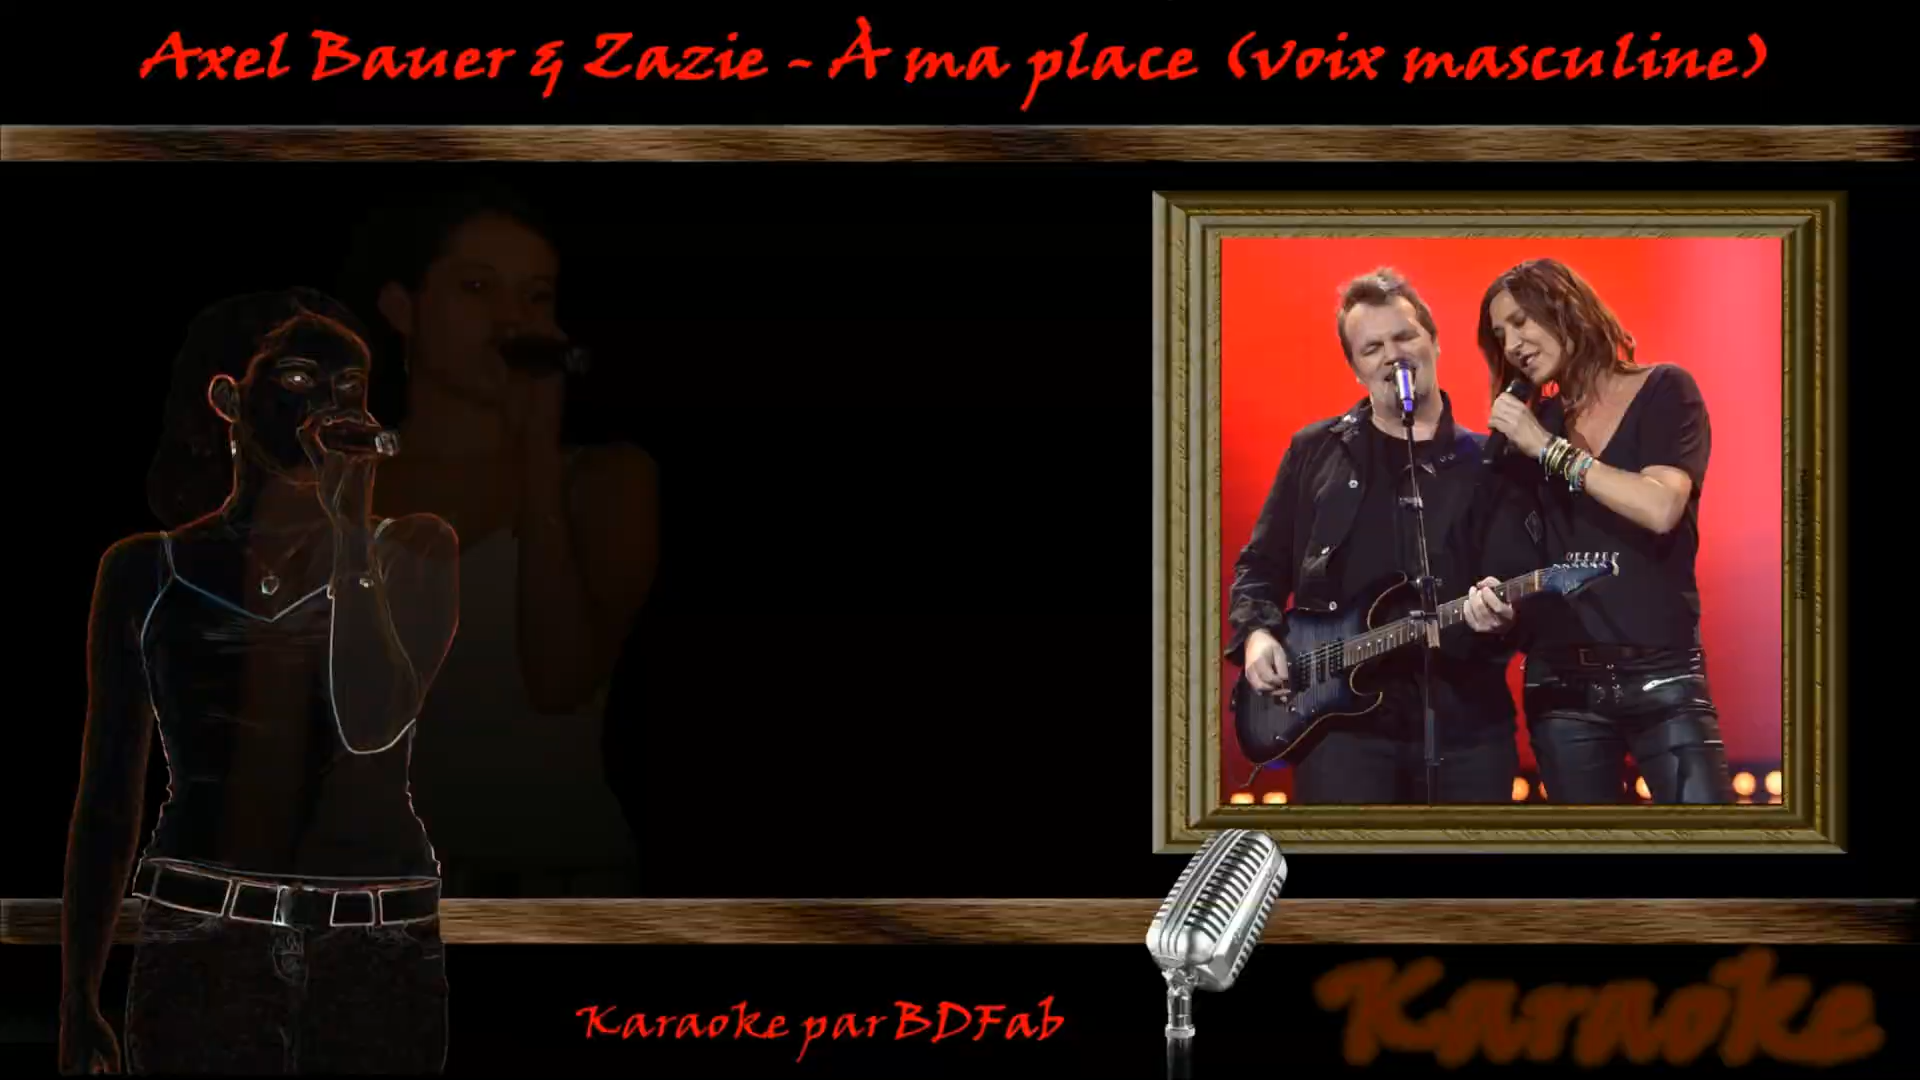 Axel Bauer & Zazie - À ma place (voix masculine)
Karaoke par BDFab
Karaoke